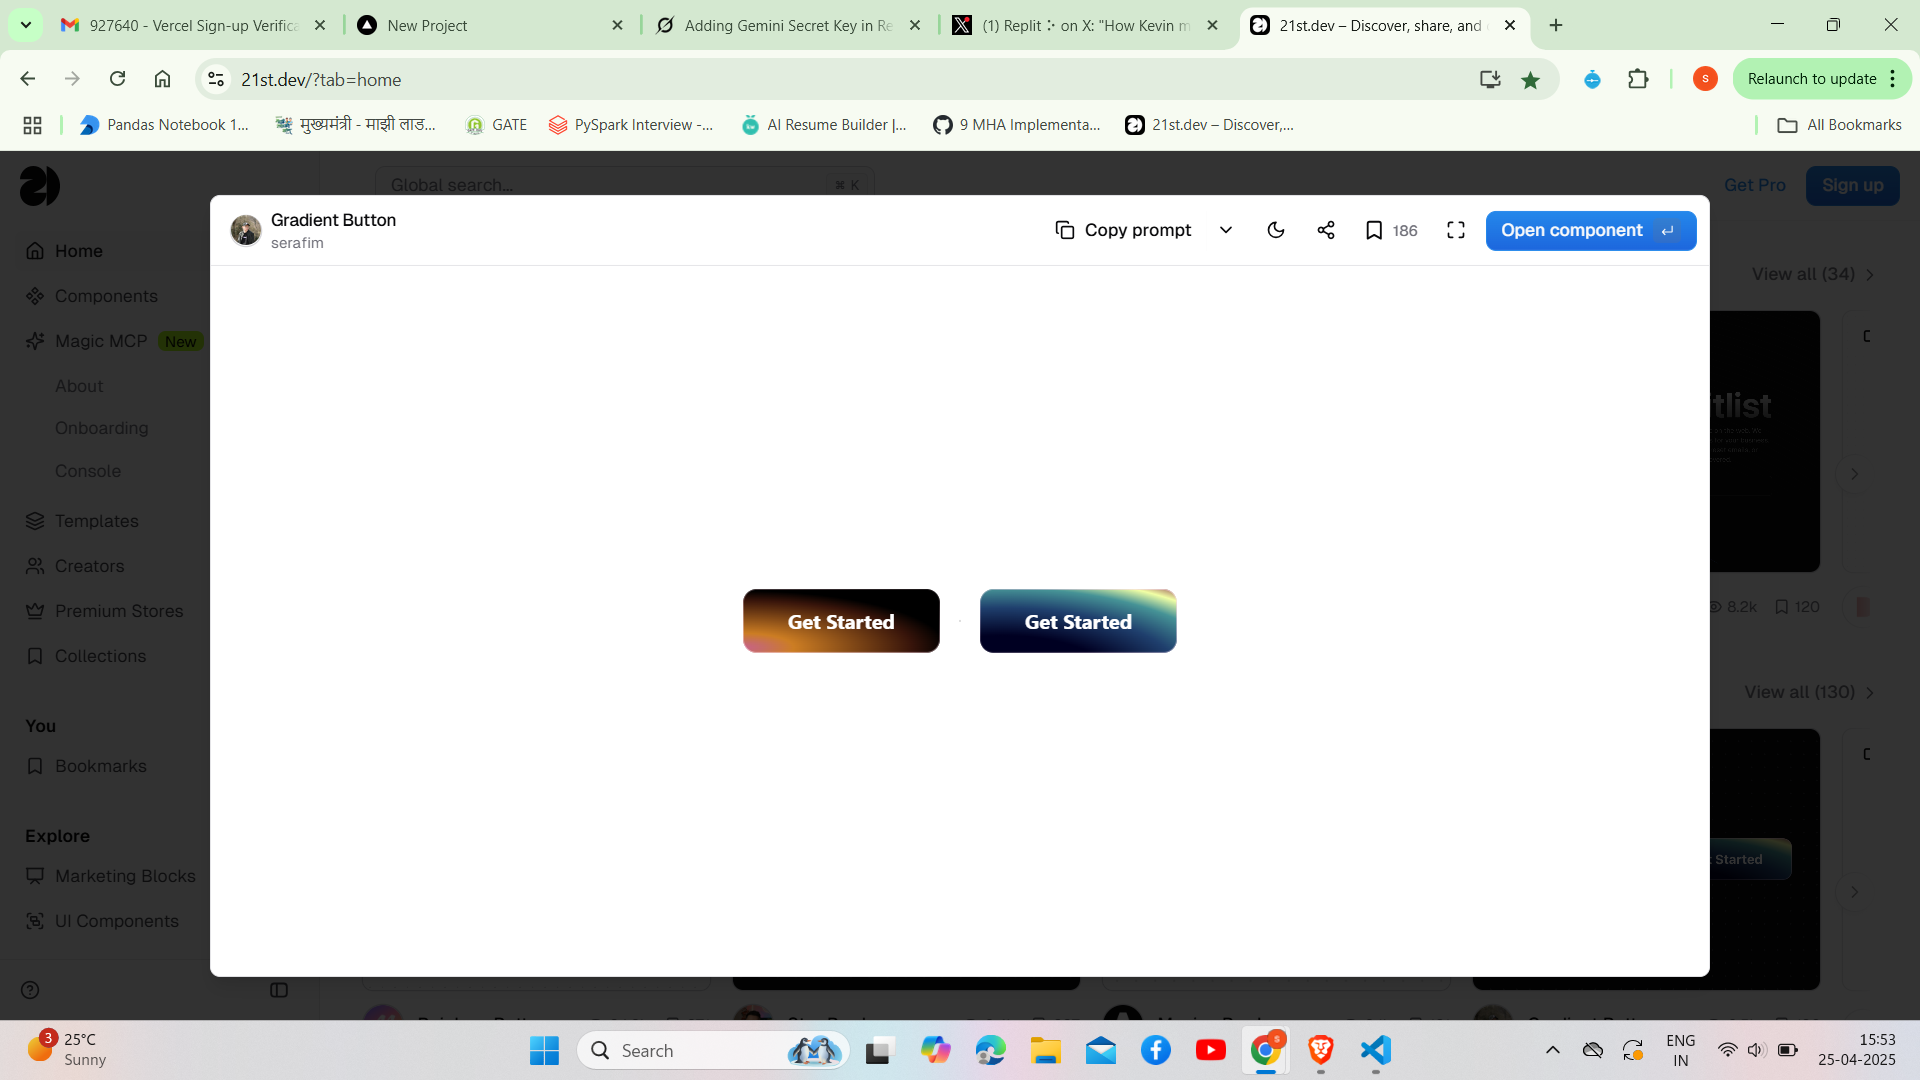 927640 - Vercel Sign-up Verifica
New Project
Adding Gemini Secret Key in Re
(1) Replit ⠕ on X: "How Kevin m
21st.dev – Discover, share, and
21st.dev/?tab=home
S
Relaunch to update
Pandas Notebook 1...
मुख्यमंत्री - माझी लाड...
GATE
PySpark Interview -...
AI Resume Builder |...
9 MHA Implementa...
21st.dev – Discover,...
All Bookmarks
Global search...
⌘ K
Get Pro
Sign up
Gradient Button
serafim
Copy prompt
186
Open component
Home
Components
Magic MCP
New
About
Onboarding
Console
Templates
Creators
Premium Stores
Collections
You
Bookmarks
Explore
Marketing Blocks
UI Components
View all (34)
tlist
8.2k
120
View all (130)
Started
Get Started
Get Started
3
25°C
Sunny
Search
ENG
IN
15:53
25-04-2025